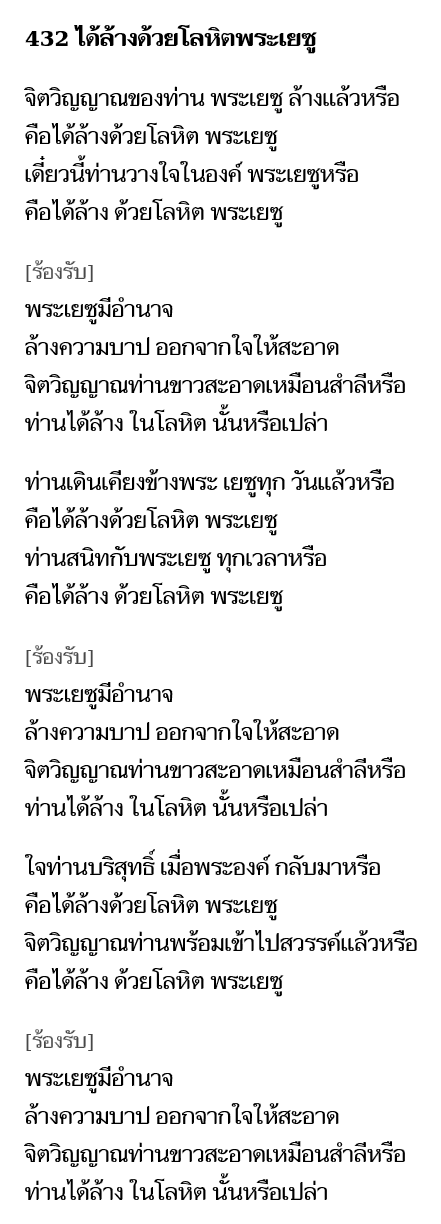 432 ได้ล้างด้วยโลหิตพระเยซู
จิตวิญญาณของท่าน พระเยซู ล้างแล้วหรือ
คือได้ล้างด้วยโลหิต พระเยซู
เดี๋ยวนี้ท่านวางใจในองค์ พระเยซูหรือ
คือได้ล้าง ด้วยโลหิต พระเยซู
[ร้องรับ]
พระเยซูมีอำนาจ
ล้างความบาป ออกจากใจให้สะอาด
จิตวิญญาณท่านขาวสะอาดเหมือนสำลีหรือ
ท่านได้ล้าง ในโลหิต นั้นหรือเปล่า
ท่านเดินเคียงข้างพระ เยซูทุก วันแล้วหรือ
คือได้ล้างด้วยโลหิต พระเยซู
ท่านสนิทกับพระเยซู ทุกเวลาหรือ
คือได้ล้าง ด้วยโลหิต พระเยซู
[ร้องรับ]
พระเยซูมีอำนาจ
ล้างความบาป ออกจากใจให้สะอาด
จิตวิญญาณท่านขาวสะอาดเหมือนสำลีหรือ
ท่านได้ล้าง ในโลหิต นั้นหรือเปล่า
ใจท่านบริสุทธิ์ เมื่อพระองค์ กลับมาหรือ
คือได้ล้างด้วยโลหิต พระเยซู
จิตวิญญาณท่านพร้อมเข้าไปสวรรค์แล้วหรือ
คือได้ล้าง ด้วยโลหิต พระเยซู
[ร้องรับ]
พระเยซูมีอำนาจ
ล้างความบาป ออกจากใจให้สะอาด
จิตวิญญาณท่านขาวสะอาดเหมือนสำลีหรือ
ท่านได้ล้าง ในโลหิต นั้นหรือเปล่า